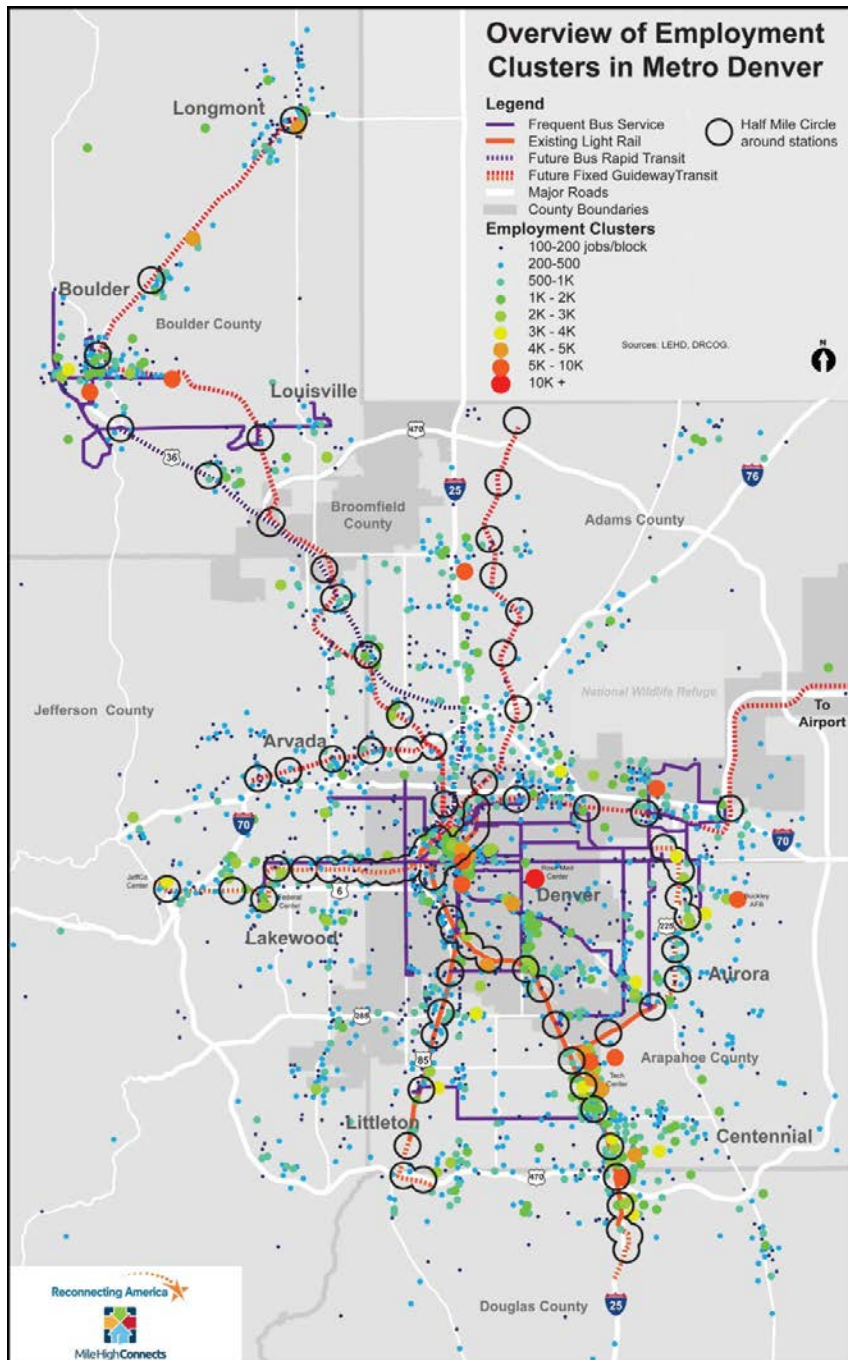 Overview of Employment
Clusters in Metro Denver
Legend
Frequent Bus Service
Existing Light Rail
Future Bus Rapid Transit
Future Fixed GuidewayTransit
Major Roads
County Boundaries
Half Mile Circle
around stations
Employment Clusters
100-200 jobs/block
200-500
500-1K
1K - 2K
2K - 3K
3K - 4K
4K - 5K
5K - 10K
10K +
Sources: LEHD, DRCOG.
N
Longmont
Boulder
Boulder County
Louisville
36
470
25
76
Broomfield
County
Adams County
National Wildlife Refuge
To
Airport
Jefferson County
Arvada
70
70
JeffCo
Center
Federal
Center
6
Rose Med
Center
Denver
Buckley
AFB
Lakewood
225
Aurora
285
85
Arapahoe County
Tech
Center
Littleton
Centennial
470
Douglas County
25
Reconnecting America
MileHighConnects